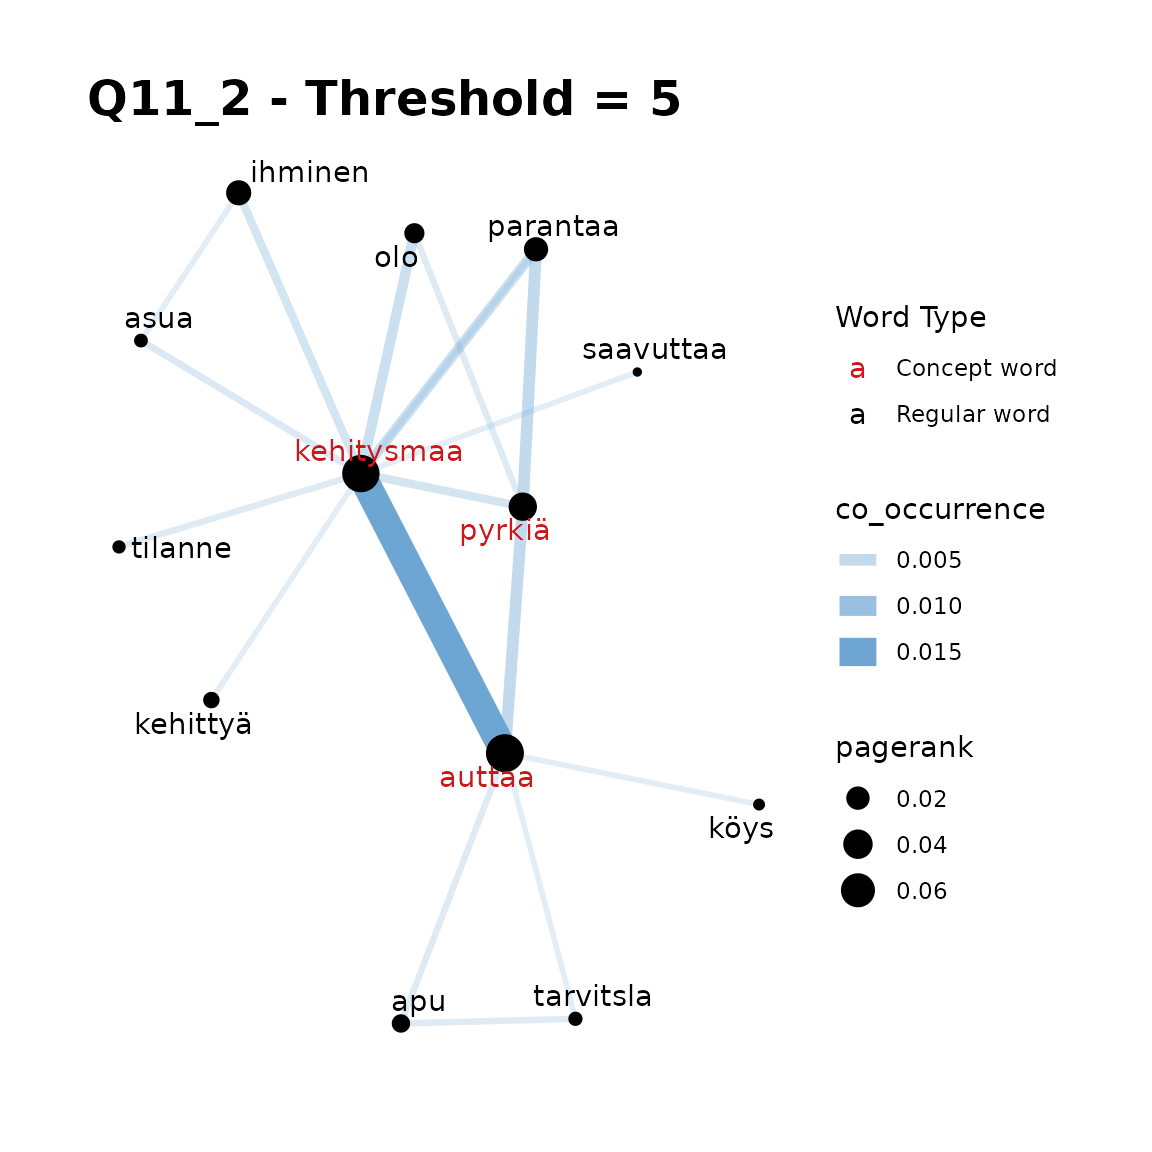 Q11_2 - Threshold = 5
ihminen
parantaa
olo
asua
saavuttaa
kehitysmaa
pyrkiä
tilanne
kehittyä
auttaa
köys
apu
tarvitsla
Word Type
a Concept word
a Regular word
co_occurrence
0.005
0.010
0.015
pagerank
0.02
0.04
0.06